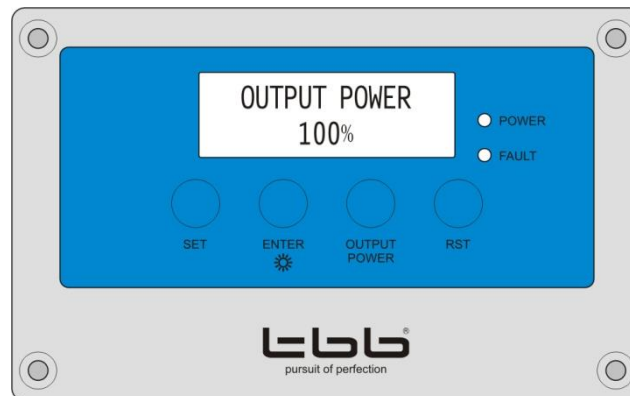 OUTPUT POWER
100%
POWER
FAULT
SET
ENTER
OUTPUT
POWER
RST
tbb®
pursuit of perfection